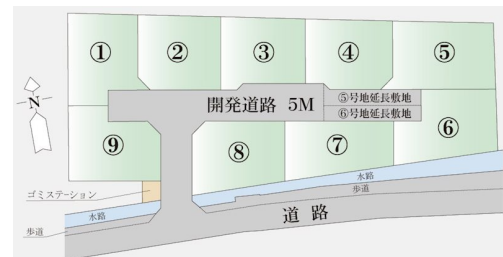 ①
②
③
④
⑤
N
開発道路 5M
⑤号地延長敷地
⑥号地延長敷地
⑨
⑧
⑦
⑥
ゴミステーション
水路
歩道
水路
歩道
道路